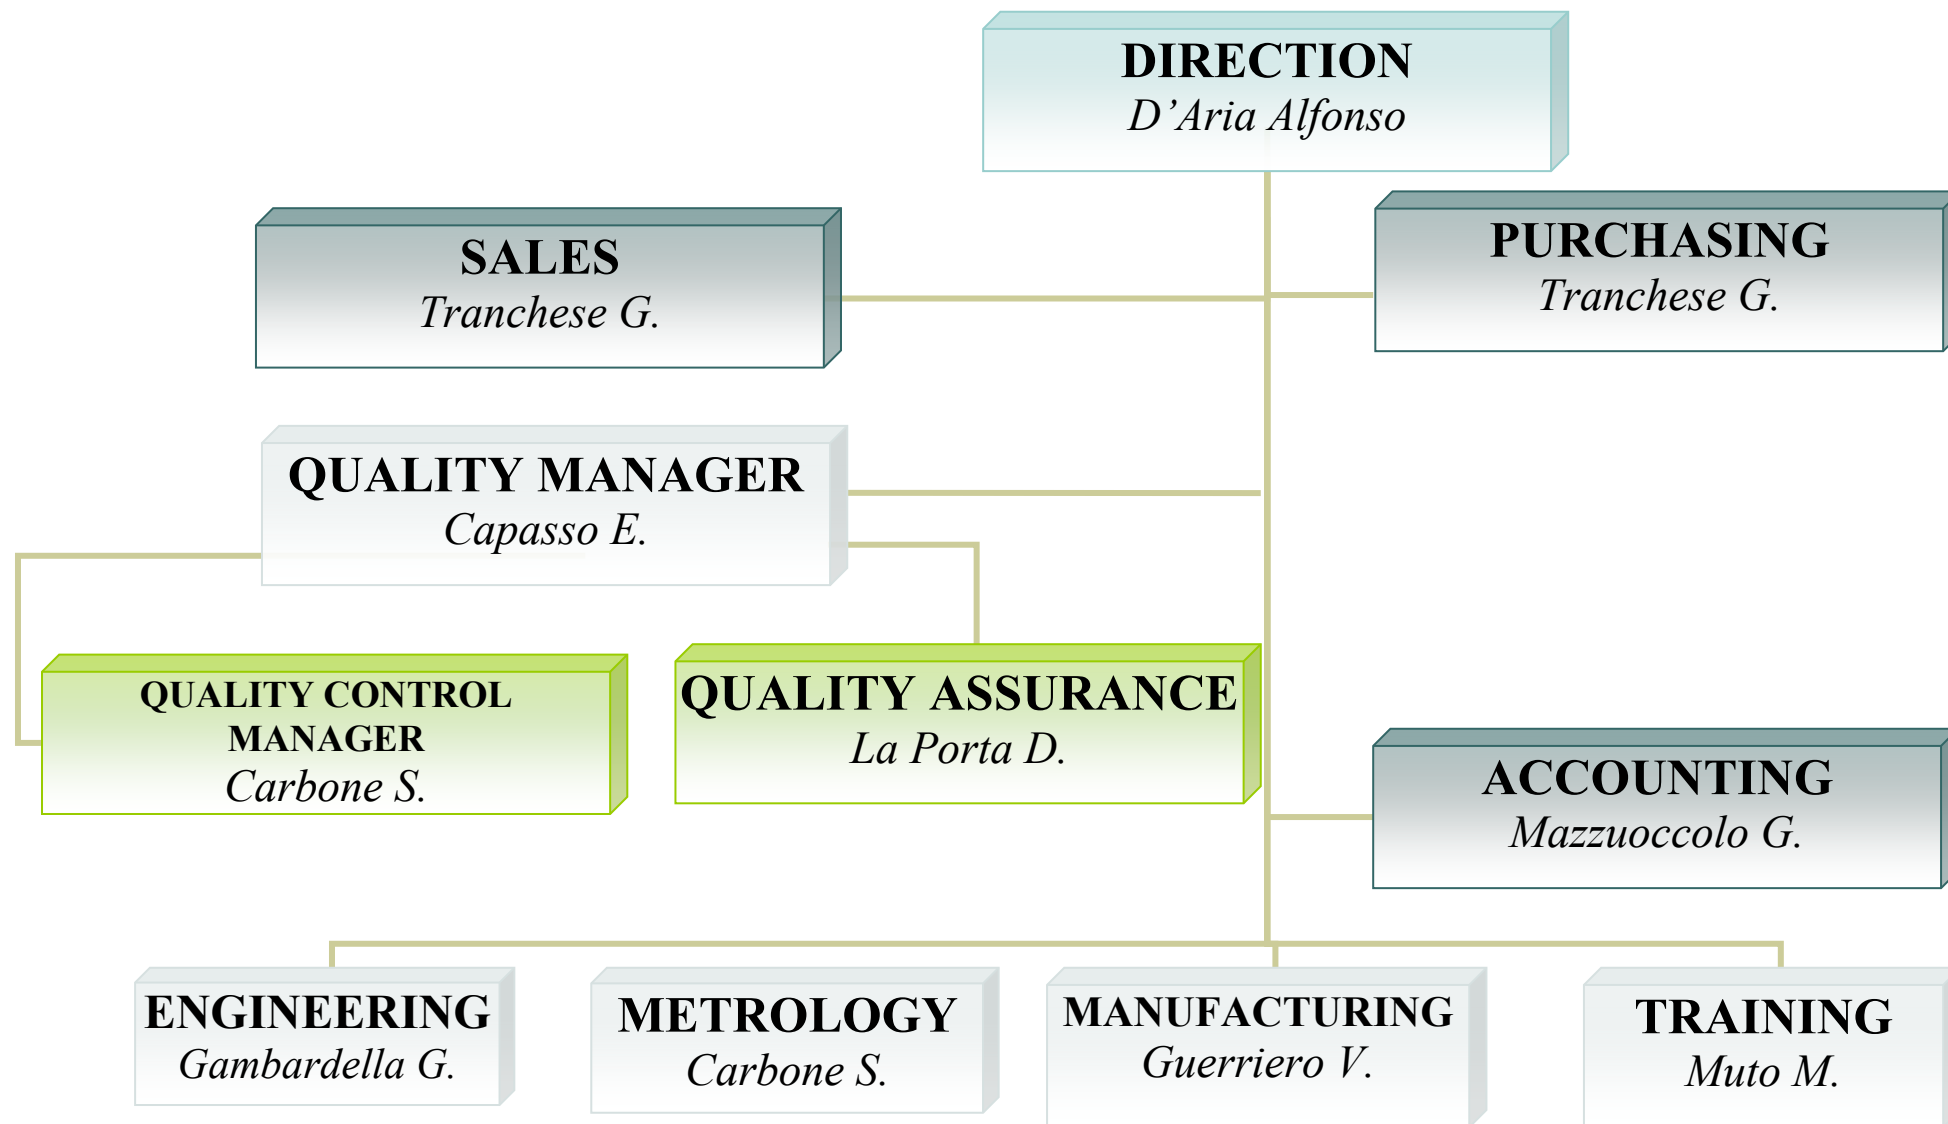 DIRECTION
D’Aria Alfonso
SALES
Tranchese G.
PURCHASING
Tranchese G.
QUALITY MANAGER
Capasso E.
QUALITY CONTROL
MANAGER
Carbone S.
QUALITY ASSURANCE
La Porta D.
ACCOUNTING
Mazzuoccolo G.
ENGINEERING
Gambardella G.
METROLOGY
Carbone S.
MANUFACTURING
Guerriero V.
TRAINING
Muto M.